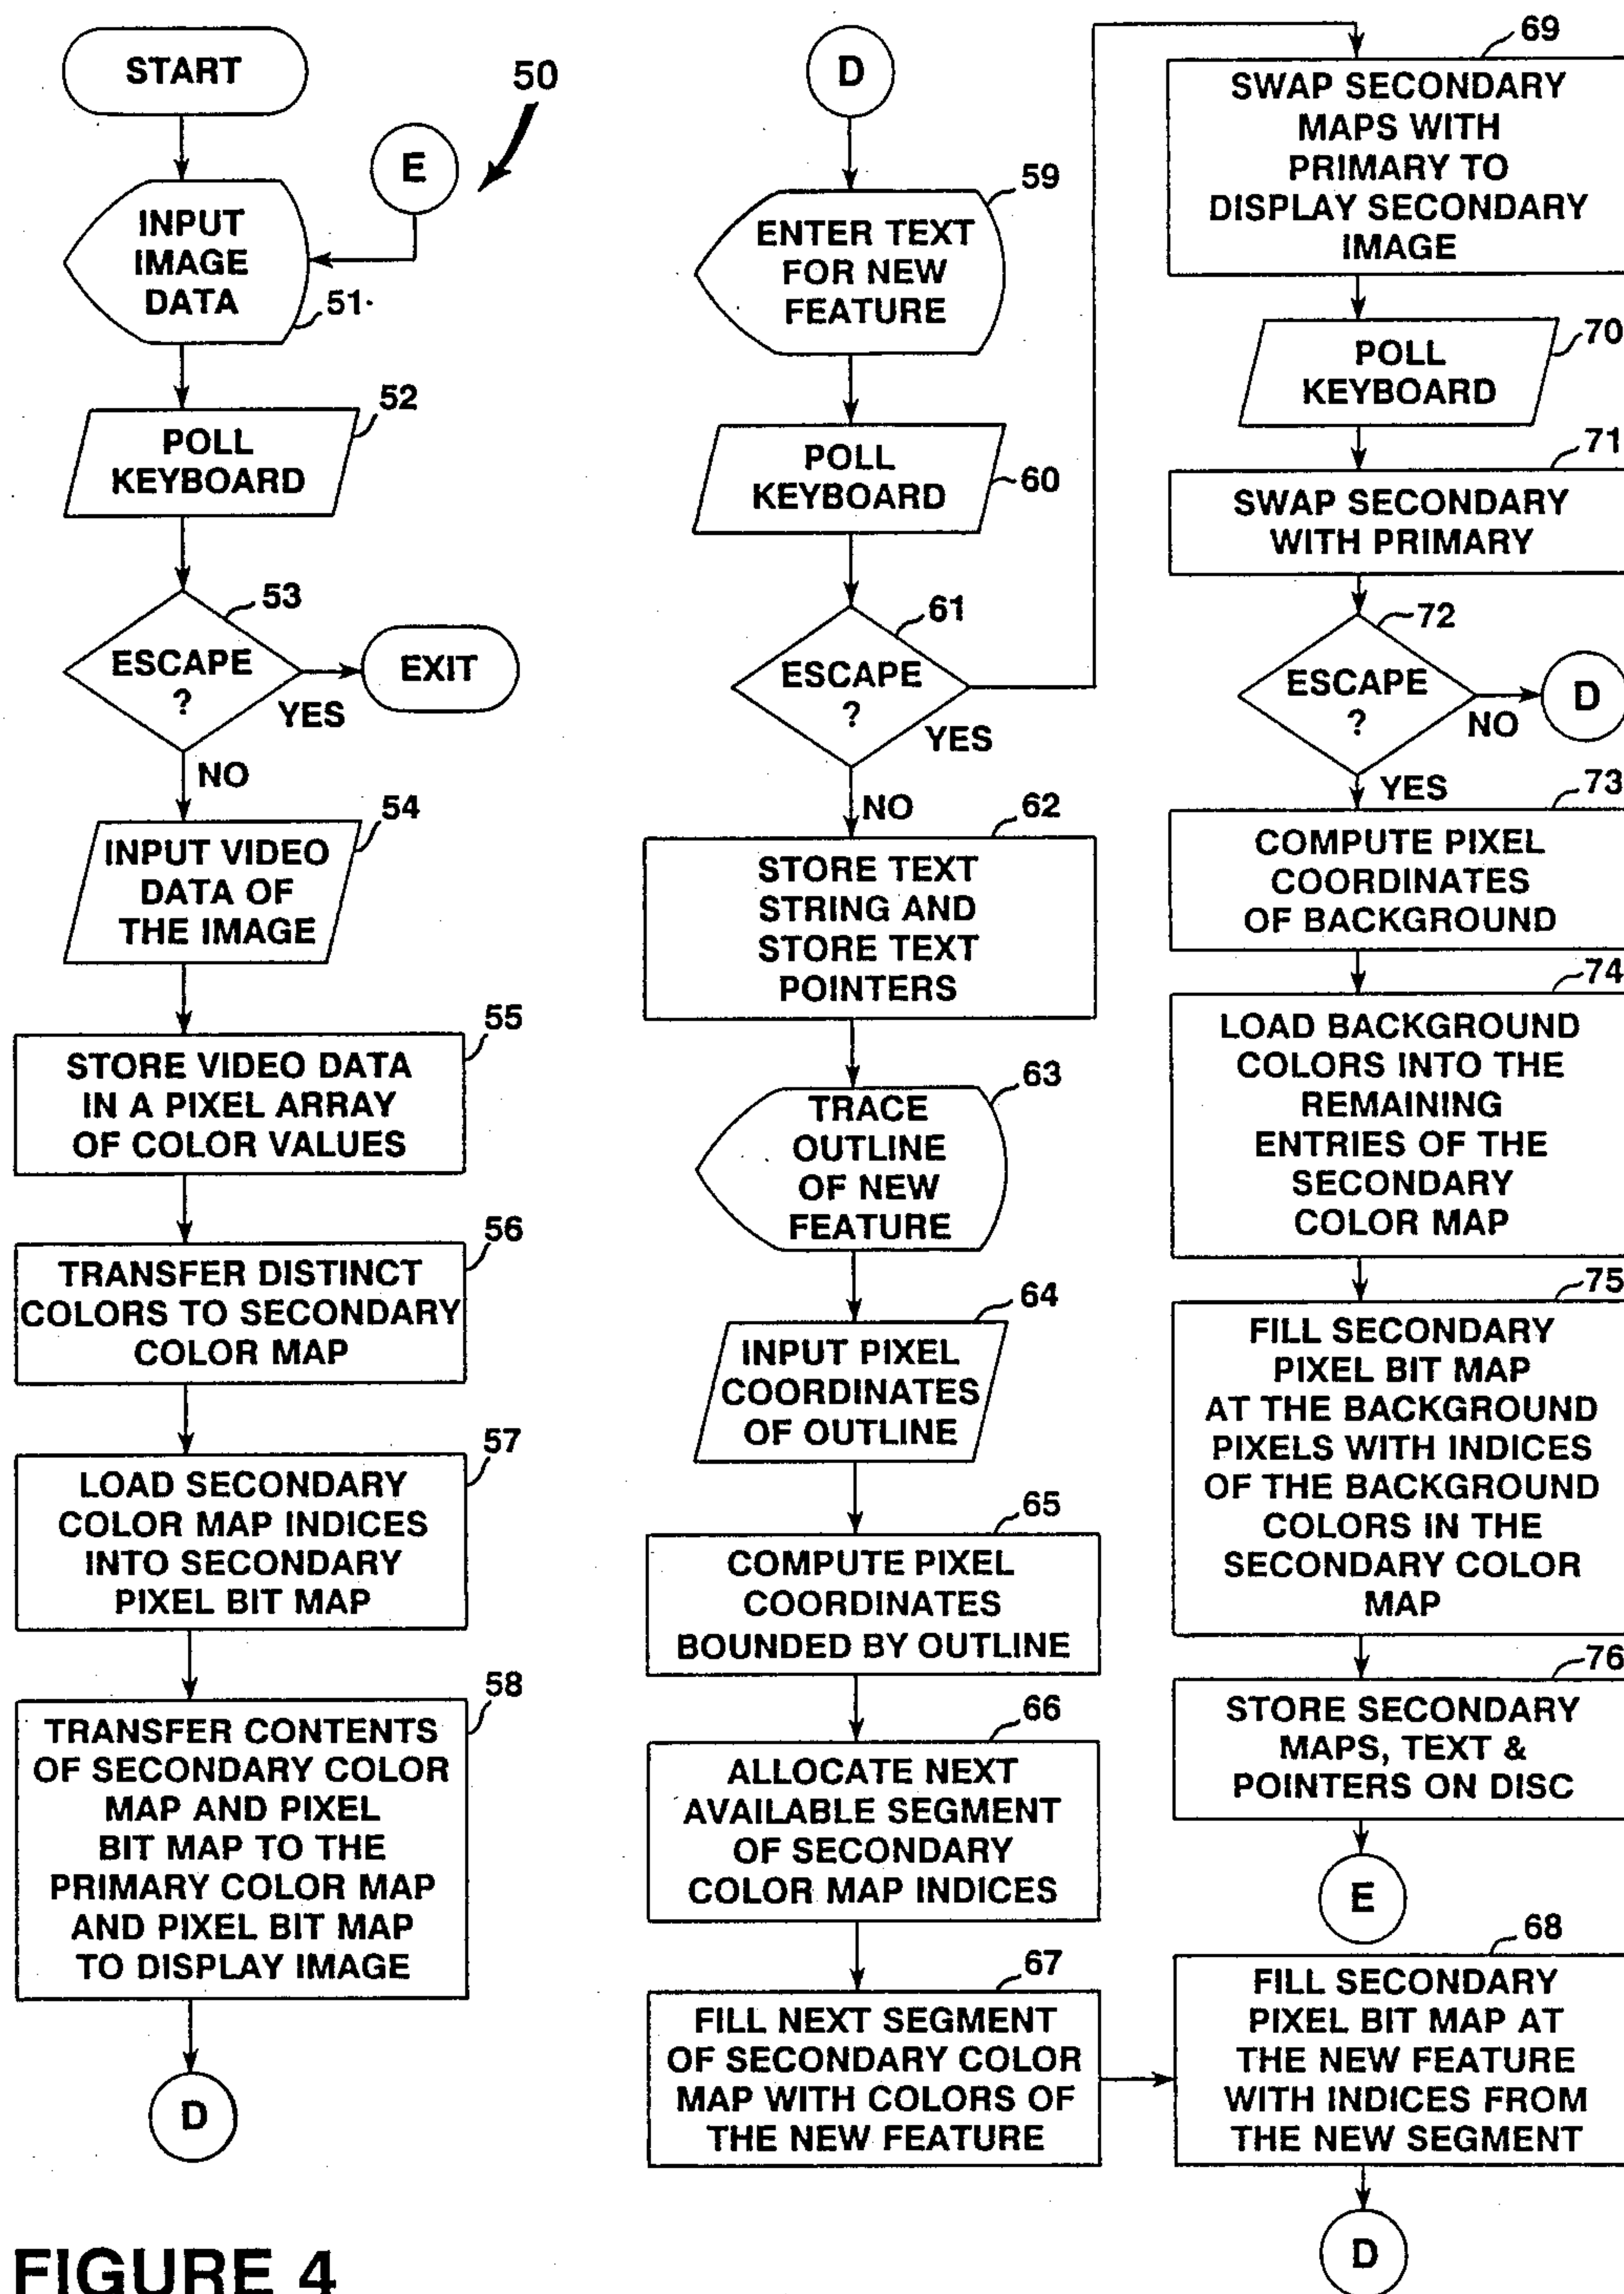 START
50
E
INPUT
IMAGE
DATA
51
52
POLL
KEYBOARD
53
ESCAPE
?
EXIT
YES
NO
54
INPUT VIDEO
DATA OF
THE IMAGE
55
STORE VIDEO DATA
IN A PIXEL ARRAY
OF COLOR VALUES
56
TRANSFER DISTINCT
COLORS TO SECONDARY
COLOR MAP
57
LOAD SECONDARY
COLOR MAP INDICES
INTO SECONDARY
PIXEL BIT MAP
58
TRANSFER CONTENTS
OF SECONDARY COLOR
MAP AND PIXEL
BIT MAP TO THE
PRIMARY COLOR MAP
AND PIXEL BIT MAP
TO DISPLAY IMAGE
D
D
59
ENTER TEXT
FOR NEW
FEATURE
POLL
KEYBOARD
60
61
ESCAPE
?
YES
NO
62
STORE TEXT
STRING AND
STORE TEXT
POINTERS
63
TRACE
OUTLINE
OF NEW
FEATURE
64
INPUT PIXEL
COORDINATES
OF OUTLINE
65
COMPUTE PIXEL
COORDINATES
BOUNDED BY OUTLINE
66
ALLOCATE NEXT
AVAILABLE SEGMENT
OF SECONDARY
COLOR MAP INDICES
67
FILL NEXT SEGMENT
OF SECONDARY COLOR
MAP WITH COLORS OF
THE NEW FEATURE
69
SWAP SECONDARY
MAPS WITH
PRIMARY TO
DISPLAY SECONDARY
IMAGE
70
POLL
KEYBOARD
71
SWAP SECONDARY
WITH PRIMARY
72
ESCAPE
?
NO
D
YES
73
COMPUTE PIXEL
COORDINATES
OF BACKGROUND
74
LOAD BACKGROUND
COLORS INTO THE
REMAINING
ENTRIES OF THE
SECONDARY
COLOR MAP
75
FILL SECONDARY
PIXEL BIT MAP
AT THE BACKGROUND
PIXELS WITH INDICES
OF THE BACKGROUND
COLORS IN THE
SECONDARY COLOR
MAP
76
STORE SECONDARY
MAPS, TEXT &
POINTERS ON DISC
E
68
FILL SECONDARY
PIXEL BIT MAP AT
THE NEW FEATURE
WITH INDICES FROM
THE NEW SEGMENT
D
FIGURE 4